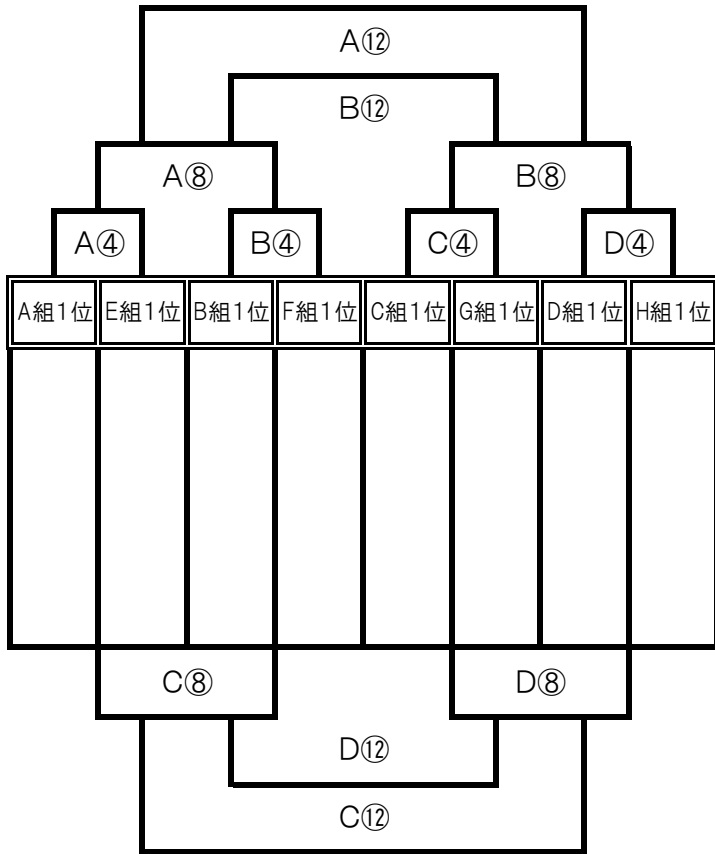 A⑫
B⑫
A⑧ B⑧
A④ B④ C④ D④
A組1位 E組1位 B組1位 F組1位 C組1位 G組1位 D組1位 H組1位
C⑧ D⑧
D⑫
C⑫